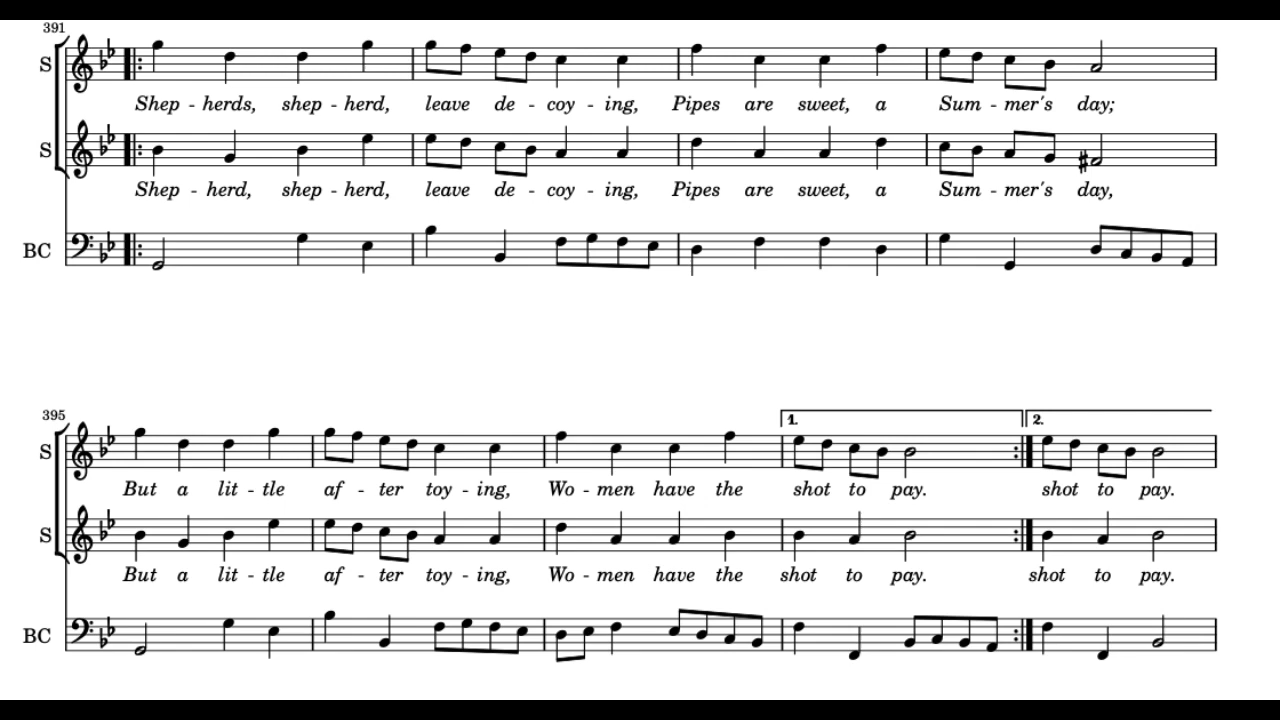 391
S
Shep - herds, shep - herd, leave de - coy - ing, Pipes are sweet, a Sum - mer's day;
S
Shep - herd, shep - herd, leave de - coy - ing, Pipes are sweet, a Sum - mer's day,
BC
395
1. 2.
S
But a lit - tle af - ter toy - ing, Wo - men have the shot to pay. shot to pay.
S
But a lit - tle af - ter toy - ing, Wo - men have the shot to pay. shot to pay.
BC